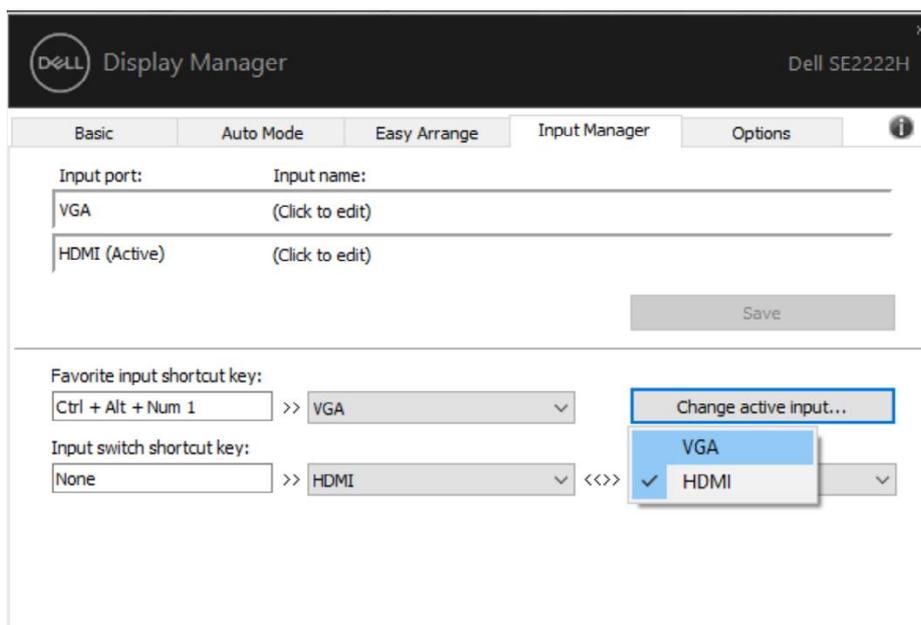 DELL Display Manager
Dell SE2222H
Basic Auto Mode Easy Arrange Input Manager Options
Input port: Input name:
VGA (Click to edit)
HDMI (Active) (Click to edit)
Save
Favorite input shortcut key:
Ctrl + Alt + Num 1 >> VGA Change active input...
Input switch shortcut key:
VGA
None >> HDMI <<>> HDMI